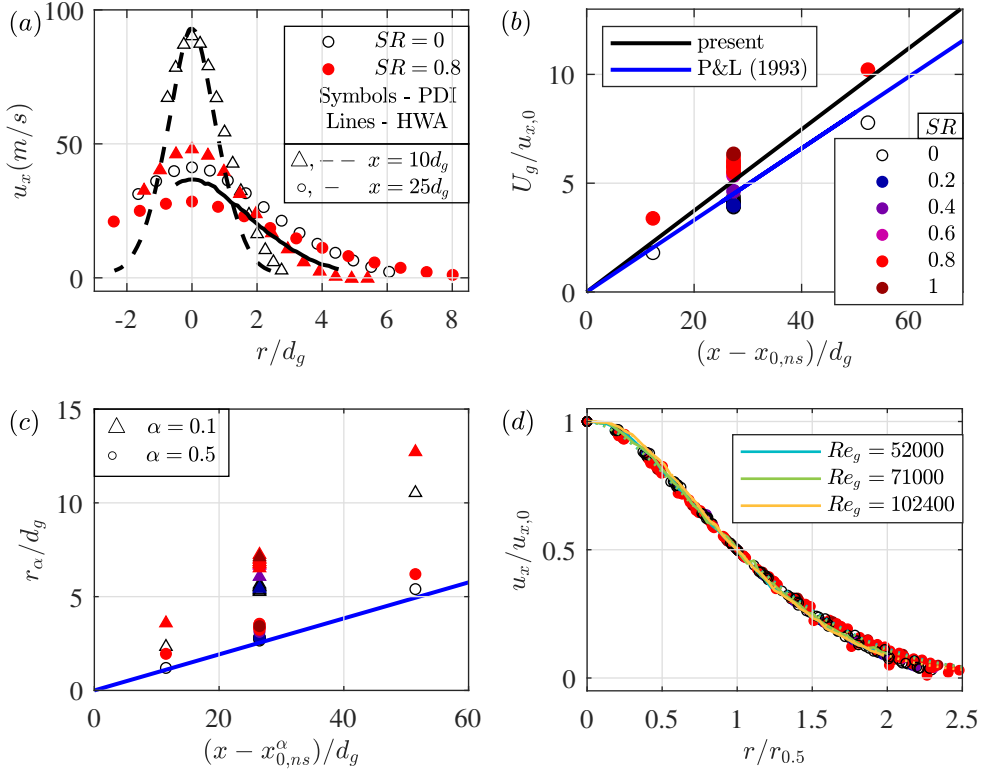 (a)
100
50
0
-2 0 2 4 6 8
u_x(m/s)
r/d_g
SR = 0
SR = 0.8
Symbols - PDI
Lines - HWA
△, – – x = 10d_g
○, – x = 25d_g
(b)
10
5
0
0 20 40 60
U_g/u_{x,0}
(x − x_{0,ns})/d_g
present
P&L (1993)
SR
0
0.2
0.4
0.6
0.8
1
(c)
15
10
5
0
0 20 40 60
r_α/d_g
(x − x^α_{0,ns})/d_g
α = 0.1
α = 0.5
(d)
1
0.5
0
0 0.5 1 1.5 2 2.5
u_x/u_{x,0}
r/r_{0.5}
Re_g = 52000
Re_g = 71000
Re_g = 102400